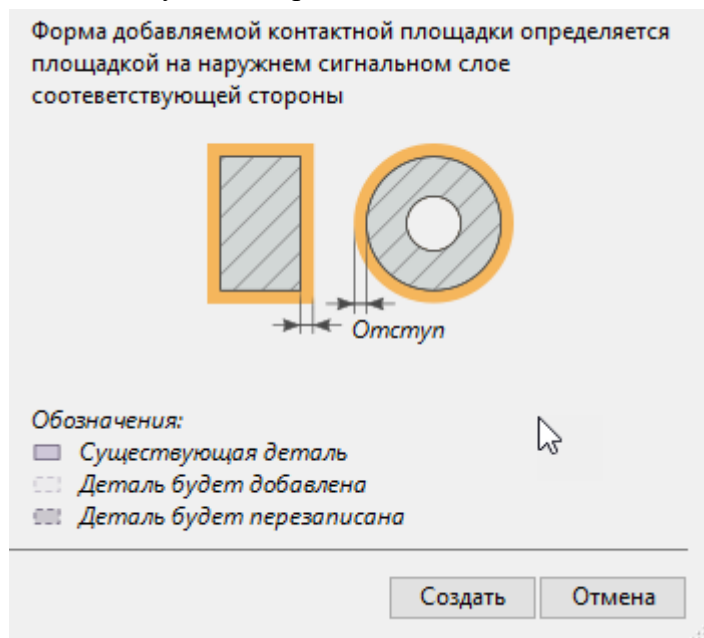 Форма добавляемой контактной площадки определяется
площадкой на наружнем сигнальном слое
соотеветствующей стороны
Отступ
Обозначения:
Существующая деталь
Деталь будет добавлена
Деталь будет перезаписана
Создать Отмена